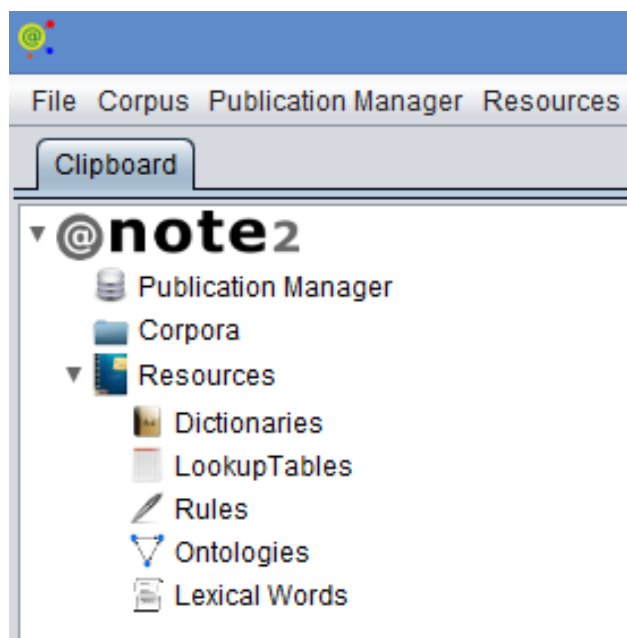 File Corpus Publication Manager Resources
Clipboard
@note2
Publication Manager
Corpora
Resources
Dictionaries
LookupTables
Rules
Ontologies
Lexical Words